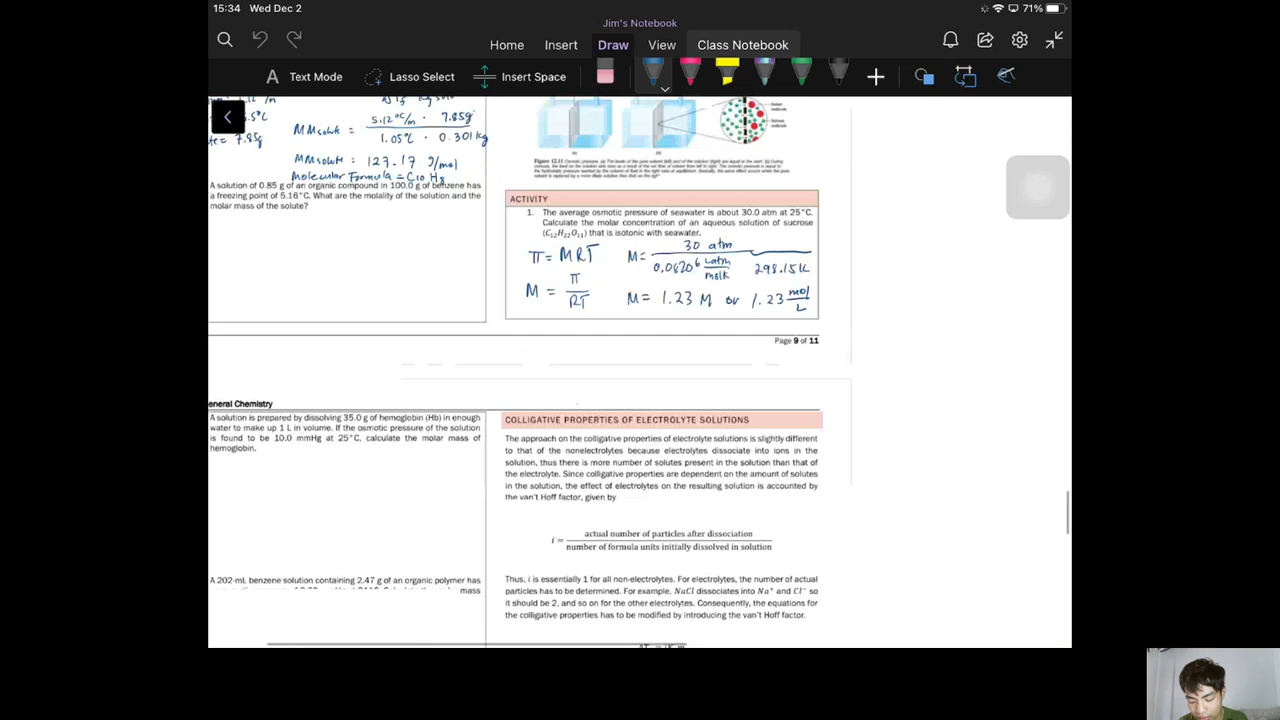 15:34 Wed Dec 2
71%
Jim's Notebook
Home Insert Draw View Class Notebook
Text Mode Lasso Select Insert Space
5.12 °C/m · 7.85g
MMsolute =
1.05°C · 0.301 kg
MMsolute = 127.17 g/mol
Molecular Formula = C10 H8
A solution of 0.85 g of an organic compound in 100.0 g of benzene has
a freezing point of 5.16°C. What are the molality of the solution and the
molar mass of the solute?
ACTIVITY
1. The average osmotic pressure of seawater is about 30.0 atm at 25°C.
Calculate the molar concentration of an aqueous solution of sucrose
(C12H22O11) that is isotonic with seawater.
π = MRT
M = π / RT
M = 30 atm
0.08206 Latm/molK 298.15K
M = 1.23 M or 1.23 mol/L
Page 9 of 11
eneral Chemistry
A solution is prepared by dissolving 35.0 g of hemoglobin (Hb) in enough
water to make up 1 L in volume. If the osmotic pressure of the solution
is found to be 10.0 mmHg at 25°C, calculate the molar mass of
hemoglobin.
A 202-mL benzene solution containing 2.47 g of an organic polymer has
mass
COLLIGATIVE PROPERTIES OF ELECTROLYTE SOLUTIONS
The approach on the colligative properties of electrolyte solutions is slightly different
to that of the nonelectrolytes because electrolytes dissociate into ions in the
solution, thus there is more number of solutes present in the solution than that of
the electrolyte. Since colligative properties are dependent on the amount of solutes
in the solution, the effect of electrolytes on the resulting solution is accounted by
the van't Hoff factor, given by
i = actual number of particles after dissociation
number of formula units initially dissolved in solution
Thus, i is essentially 1 for all non-electrolytes. For electrolytes, the number of actual
particles has to be determined. For example, NaCl dissociates into Na⁺ and Cl⁻ so
it should be 2, and so on for the other electrolytes. Consequently, the equations for
the colligative properties has to be modified by introducing the van't Hoff factor.